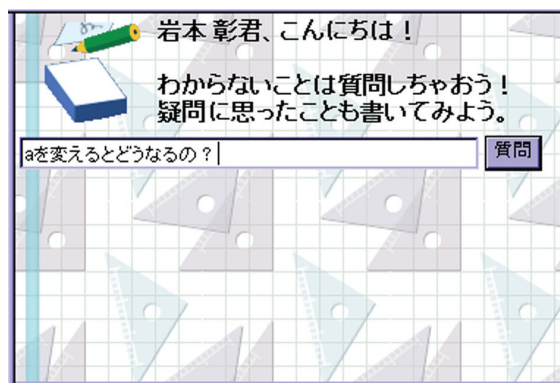 岩本 彰君、こんにちは！
わからないことは質問しちゃおう！
疑問に思ったことも書いてみよう。
aを変えるとどうなるの？
質問